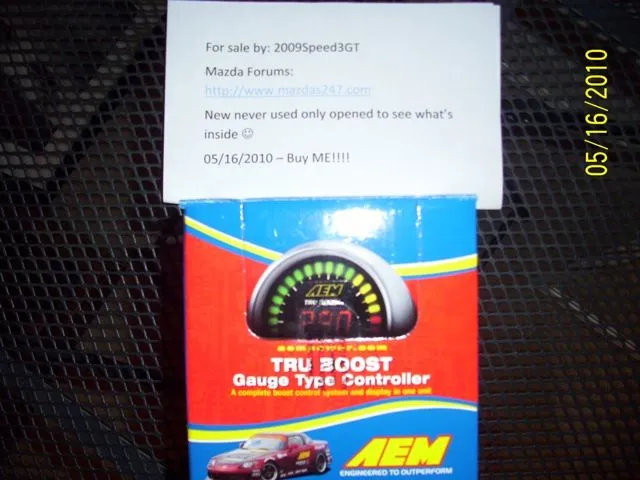 For sale by: 2009Speed3GT
Mazda Forums:
http://www.mazdas247.com
New never used only opened to see what's
inside ☺
05/16/2010 – Buy ME!!!!
05/16/2010
AEM
TRU BOOST
Gauge Type Controller
A complete boost control system and display in one unit
AEM
ENGINEERED TO OUTPERFORM